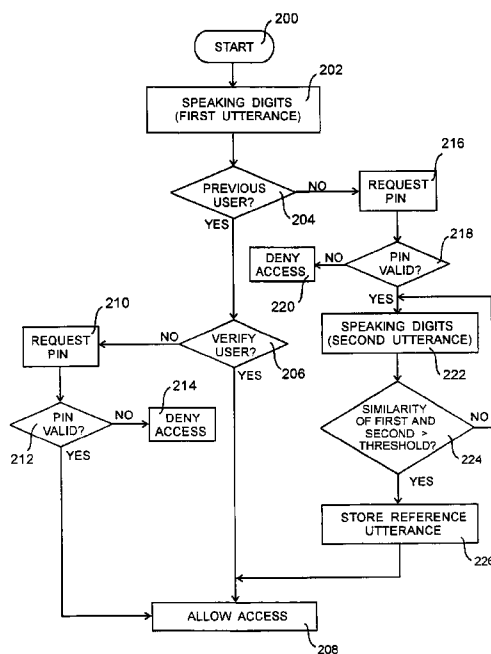 200
START
202
SPEAKING DIGITS
(FIRST UTTERANCE)
216
PREVIOUS
USER?
NO
REQUEST
PIN
204
YES
218
DENY
ACCESS
NO
PIN
VALID?
220
YES
210
REQUEST
PIN
NO
VERIFY
USER?
206
YES
SPEAKING DIGITS
(SECOND UTTERANCE)
222
214
PIN
VALID?
NO
DENY
ACCESS
212
YES
SIMILARITY
OF FIRST AND
SECOND >
THRESHOLD?
NO
224
YES
STORE REFERENCE
UTTERANCE
226
ALLOW ACCESS
208